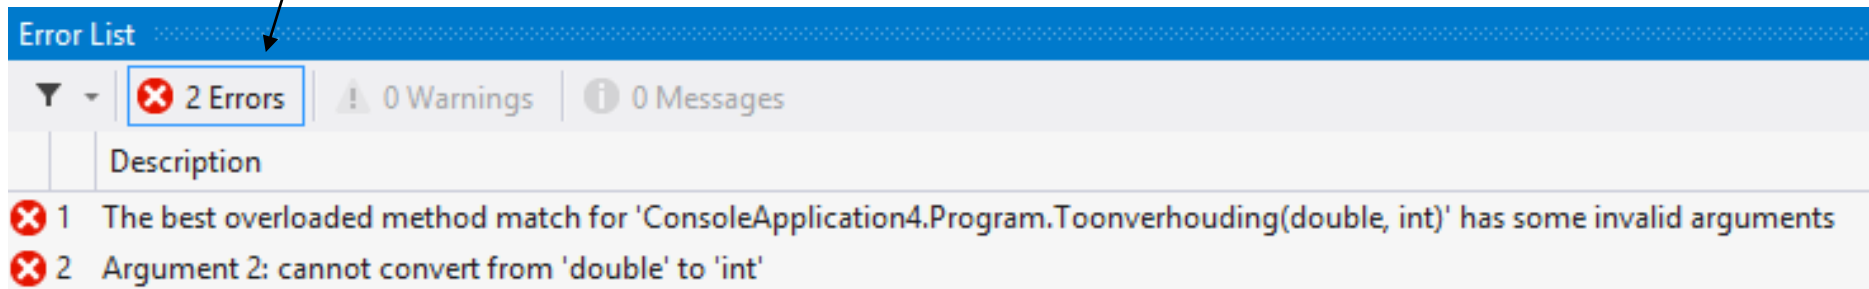 Error List
2 Errors 0 Warnings 0 Messages
Description
1 The best overloaded method match for 'ConsoleApplication4.Program.Toonverhouding(double, int)' has some invalid arguments
2 Argument 2: cannot convert from 'double' to 'int'